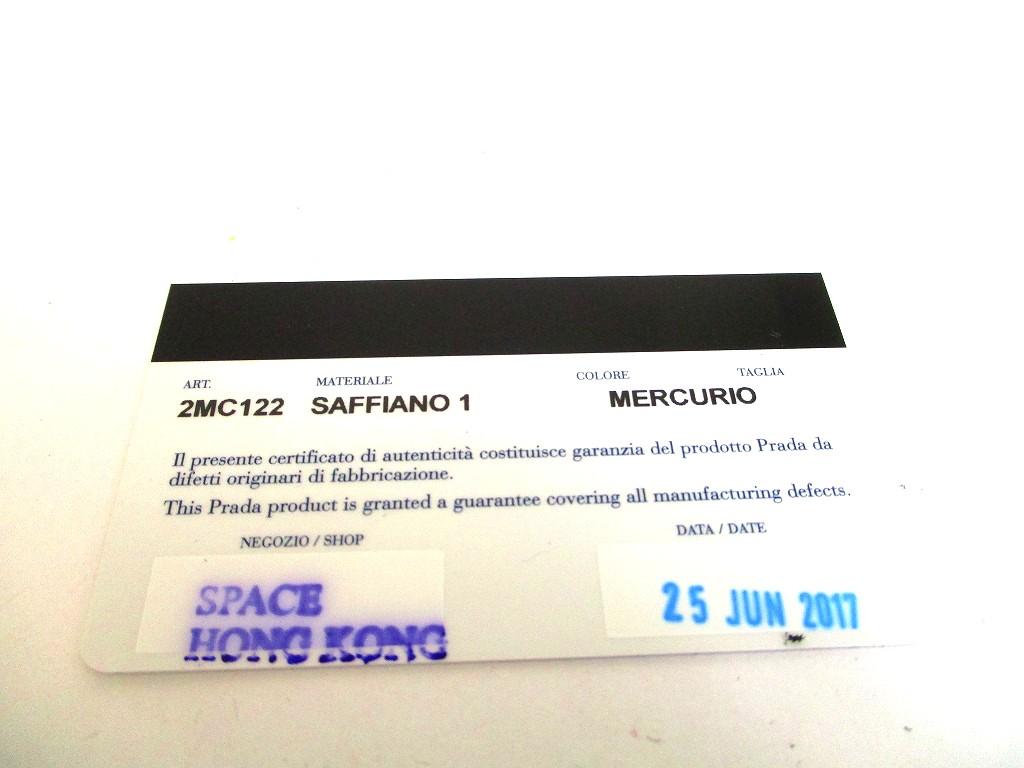 ART. MATERIALE COLORE TAGLIA
2MC122 SAFFIANO 1 MERCURIO
Il presente certificato di autenticità costituisce garanzia del prodotto Prada da
difetti originari di fabbricazione.
This Prada product is granted a guarantee covering all manufacturing defects.
NEGOZIO / SHOP DATA / DATE
SPACE
HONG KONG
25 JUN 2017